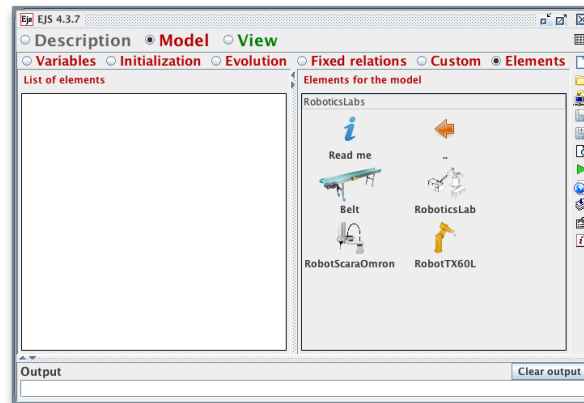 Ejs EJS 4.3.7
Description Model View
Variables Initialization Evolution Fixed relations Custom Elements
List of elements
Elements for the model
RoboticsLabs
Read me ..
Belt RoboticsLab
RobotScaraOmron RobotTX60L
Output Clear output